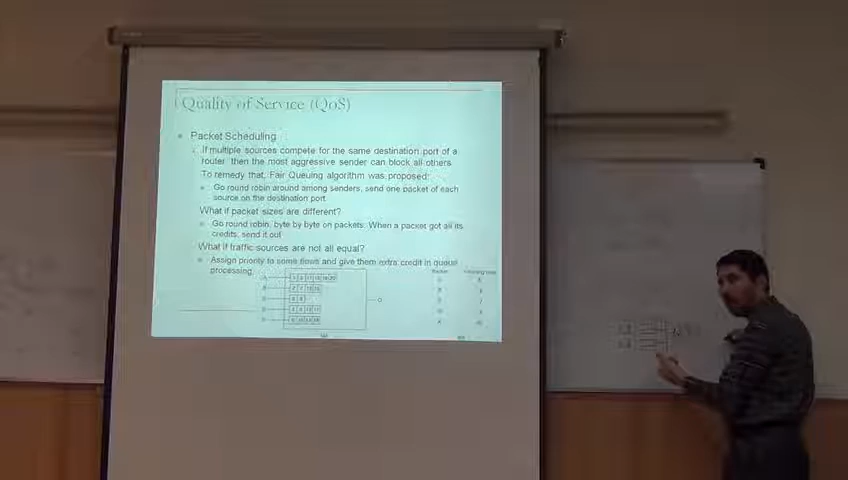 Quality of Service (QoS)
Packet Scheduling
If multiple sources compete for the same destination port of a
router then the most aggressive sender can block all others
To remedy that, Fair Queuing algorithm was proposed:
Go round robin around among senders, send one packet of each
source on the destination port
What if packet sizes are different?
Go round robin, byte by byte on packets. When a packet got all its
credits, send it out
What if traffic sources are not all equal?
Assign priority to some flows and give them extra credit in queue
processing.